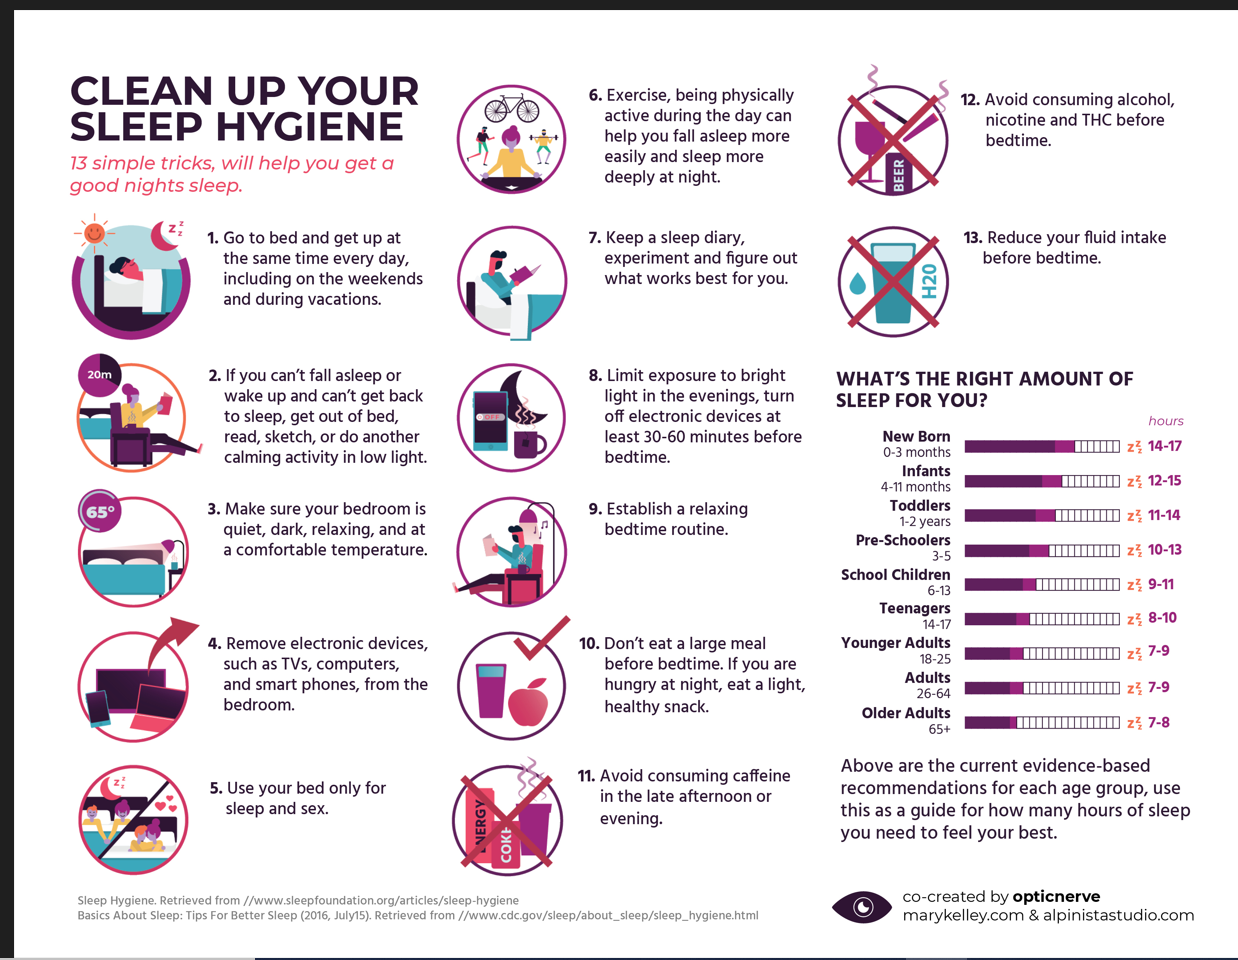 CLEAN UP YOUR
SLEEP HYGIENE
13 simple tricks, will help you get a
good nights sleep.
z z z
1. Go to bed and get up at
the same time every day,
including on the weekends
and during vacations.
20m
2. If you can't fall asleep or
wake up and can't get back
to sleep, get out of bed,
read, sketch, or do another
calming activity in low light.
65°
3. Make sure your bedroom is
quiet, dark, relaxing, and at
a comfortable temperature.
4. Remove electronic devices,
such as TVs, computers,
and smart phones, from the
bedroom.
z z z
5. Use your bed only for
sleep and sex.
6. Exercise, being physically
active during the day can
help you fall asleep more
easily and sleep more
deeply at night.
7. Keep a sleep diary,
experiment and figure out
what works best for you.
OFF
8. Limit exposure to bright
light in the evenings, turn
off electronic devices at
least 30-60 minutes before
bedtime.
9. Establish a relaxing
bedtime routine.
10. Don't eat a large meal
before bedtime. If you are
hungry at night, eat a light,
healthy snack.
ENERGY
COKE
11. Avoid consuming caffeine
in the late afternoon or
evening.
BEER
12. Avoid consuming alcohol,
nicotine and THC before
bedtime.
H20
13. Reduce your fluid intake
before bedtime.
WHAT'S THE RIGHT AMOUNT OF
SLEEP FOR YOU?
hours
New Born
0-3 months
zzz 14-17
Infants
4-11 months
zzz 12-15
Toddlers
1-2 years
zzz 11-14
Pre-Schoolers
3-5
zzz 10-13
School Children
6-13
zzz 9-11
Teenagers
14-17
zzz 8-10
Younger Adults
18-25
zzz 7-9
Adults
26-64
zzz 7-9
Older Adults
65+
zzz 7-8
Above are the current evidence-based
recommendations for each age group, use
this as a guide for how many hours of sleep
you need to feel your best.
Sleep Hygiene. Retrieved from //www.sleepfoundation.org/articles/sleep-hygiene
Basics About Sleep: Tips For Better Sleep (2016, July15). Retrieved from //www.cdc.gov/sleep/about_sleep/sleep_hygiene.html
co-created by opticnerve
marykelley.com & alpinistastudio.com